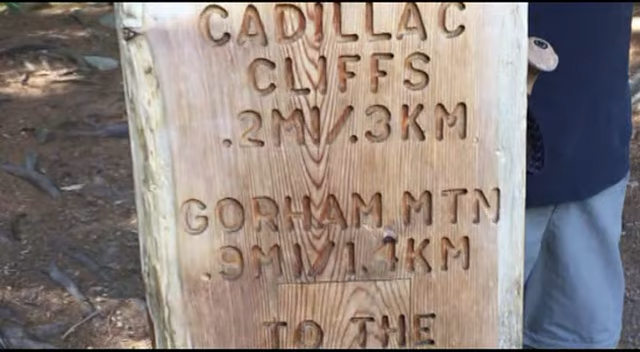 CADILLAC
CLIFFS
.2MI/.3KM
GORHAM MTN
.9MI/1.4KM
TO THE